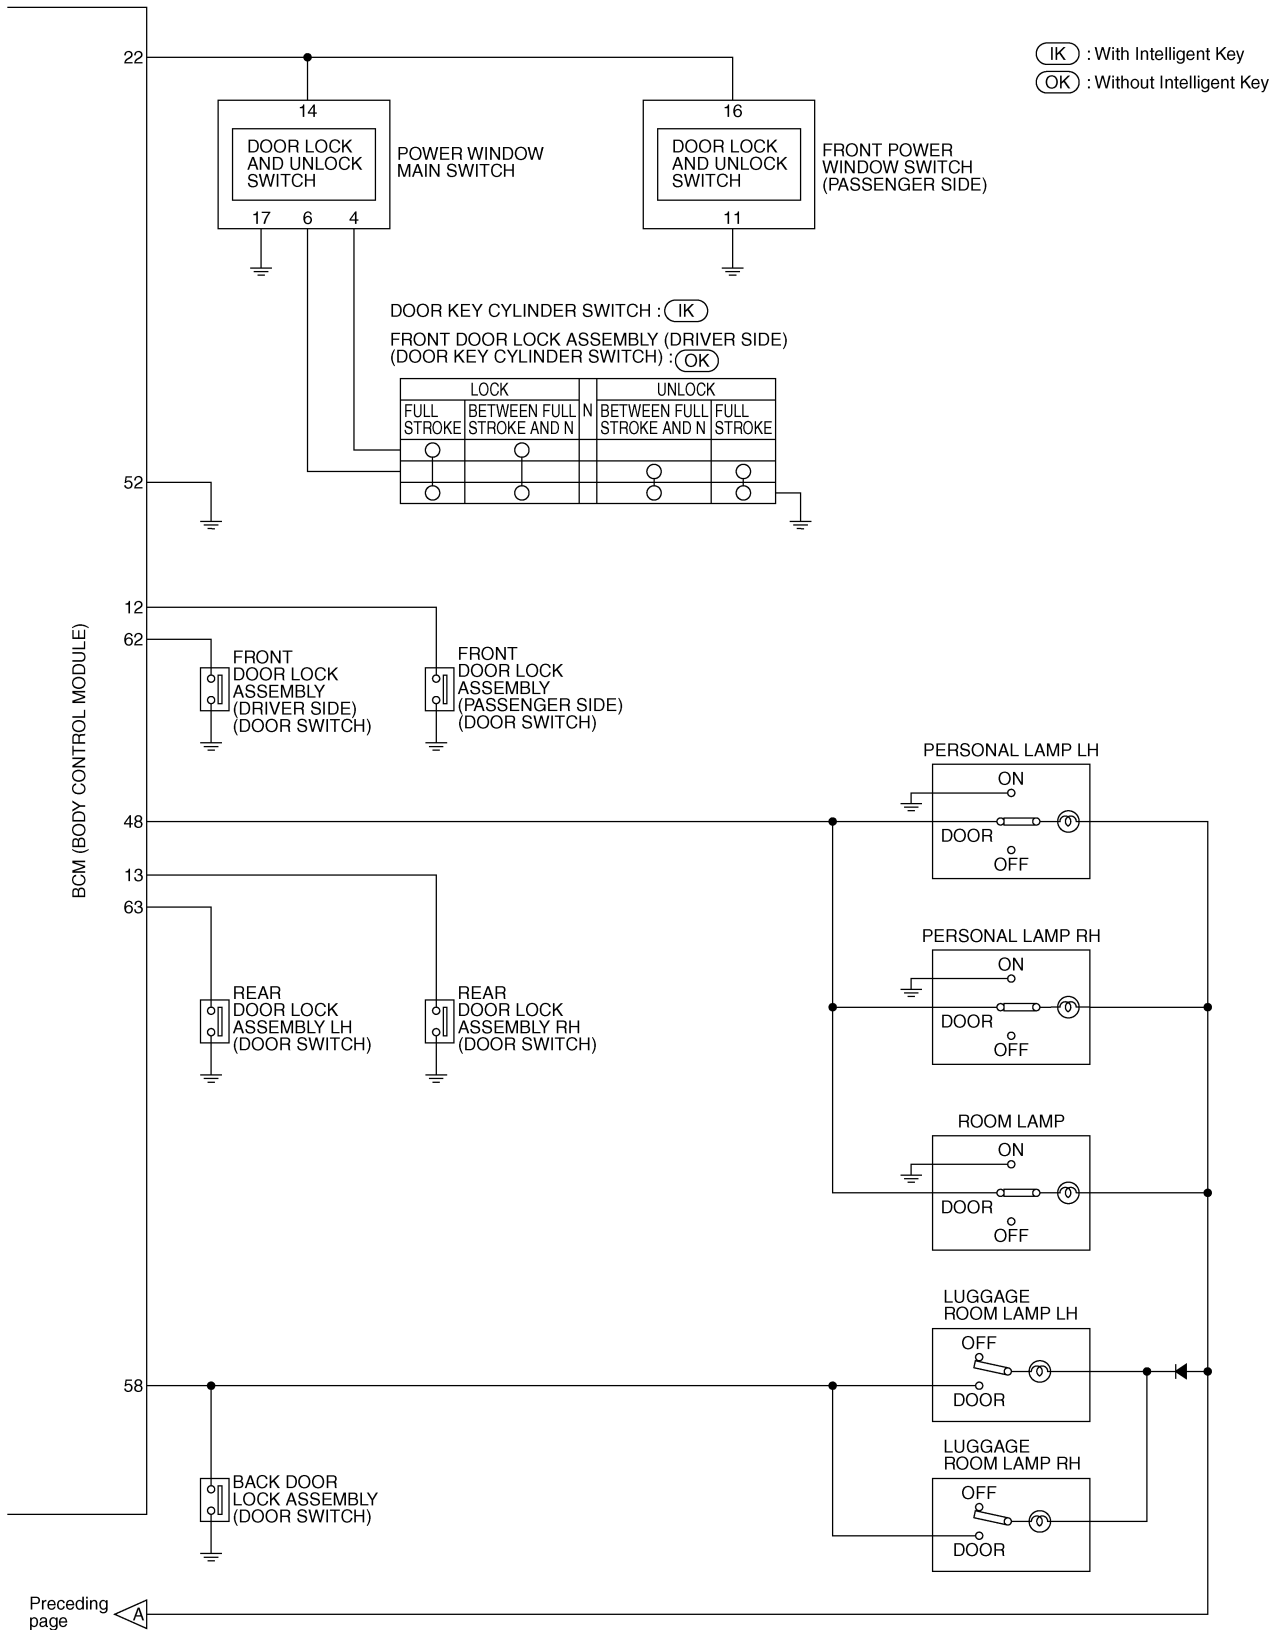 22
IK : With Intelligent Key
OK : Without Intelligent Key
14
DOOR LOCK
AND UNLOCK
SWITCH
17 6 4
POWER WINDOW
MAIN SWITCH
16
DOOR LOCK
AND UNLOCK
SWITCH
11
FRONT POWER
WINDOW SWITCH
(PASSENGER SIDE)
DOOR KEY CYLINDER SWITCH : IK
FRONT DOOR LOCK ASSEMBLY (DRIVER SIDE)
(DOOR KEY CYLINDER SWITCH) : OK
LOCK
N
UNLOCK
FULL
STROKE
BETWEEN FULL
STROKE AND N
BETWEEN FULL
STROKE AND N
FULL
STROKE
52
12
62
BCM (BODY CONTROL MODULE)
FRONT
DOOR LOCK
ASSEMBLY
(DRIVER SIDE)
(DOOR SWITCH)
FRONT
DOOR LOCK
ASSEMBLY
(PASSENGER SIDE)
(DOOR SWITCH)
PERSONAL LAMP LH
ON
DOOR
OFF
48
13
63
PERSONAL LAMP RH
ON
DOOR
OFF
REAR
DOOR LOCK
ASSEMBLY LH
(DOOR SWITCH)
REAR
DOOR LOCK
ASSEMBLY RH
(DOOR SWITCH)
ROOM LAMP
ON
DOOR
OFF
LUGGAGE
ROOM LAMP LH
OFF
DOOR
58
LUGGAGE
ROOM LAMP RH
OFF
DOOR
BACK DOOR
LOCK ASSEMBLY
(DOOR SWITCH)
Preceding
page
A